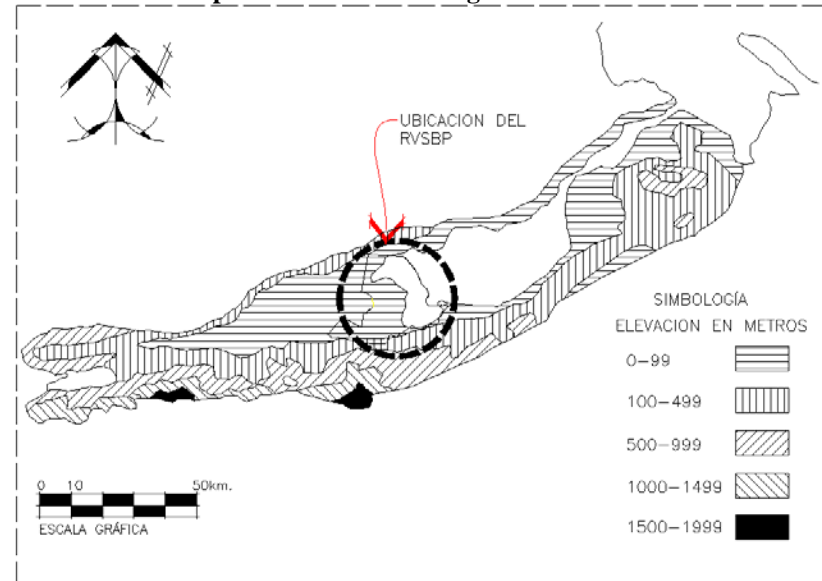 UBICACION DEL
RVSBP
SIMBOLOGÍA
ELEVACION EN METROS
0-99
100-499
500-999
1000-1499
1500-1999
0 10 50km.
ESCALA GRÁFICA